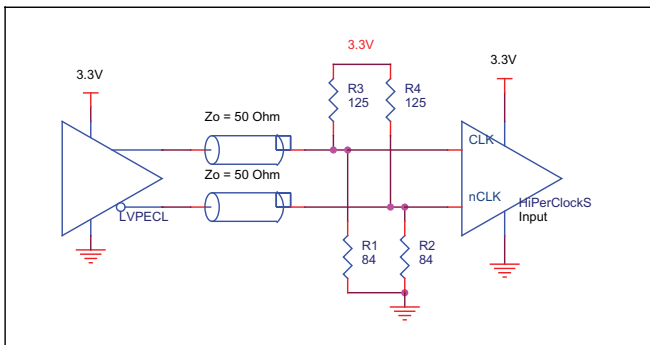 3.3V
3.3V
3.3V
R3
125
R4
125
Zo = 50 Ohm
CLK
Zo = 50 Ohm
nCLK
LVPECL
HiPerClockS
Input
R1
84
R2
84